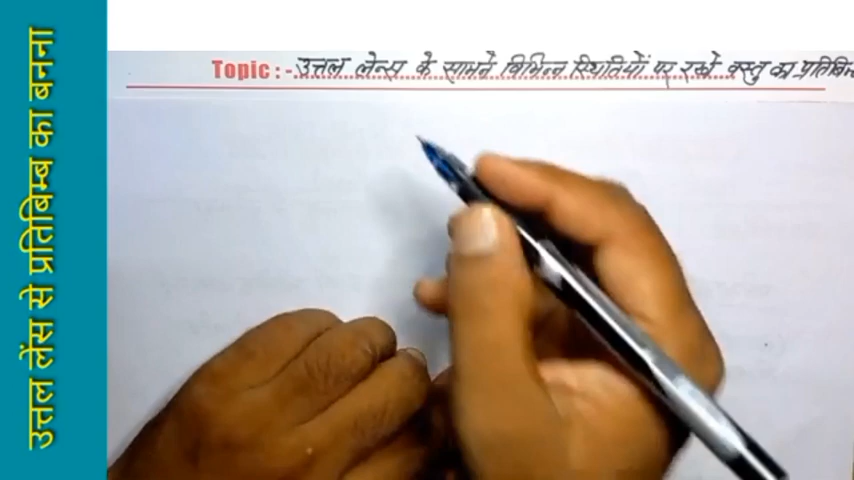 उत्तल लेंस से प्रतिबिम्ब का बनना
Topic :- उत्तल लेन्स के सामने विभिन्न स्थितियों पर रखे वस्तु का